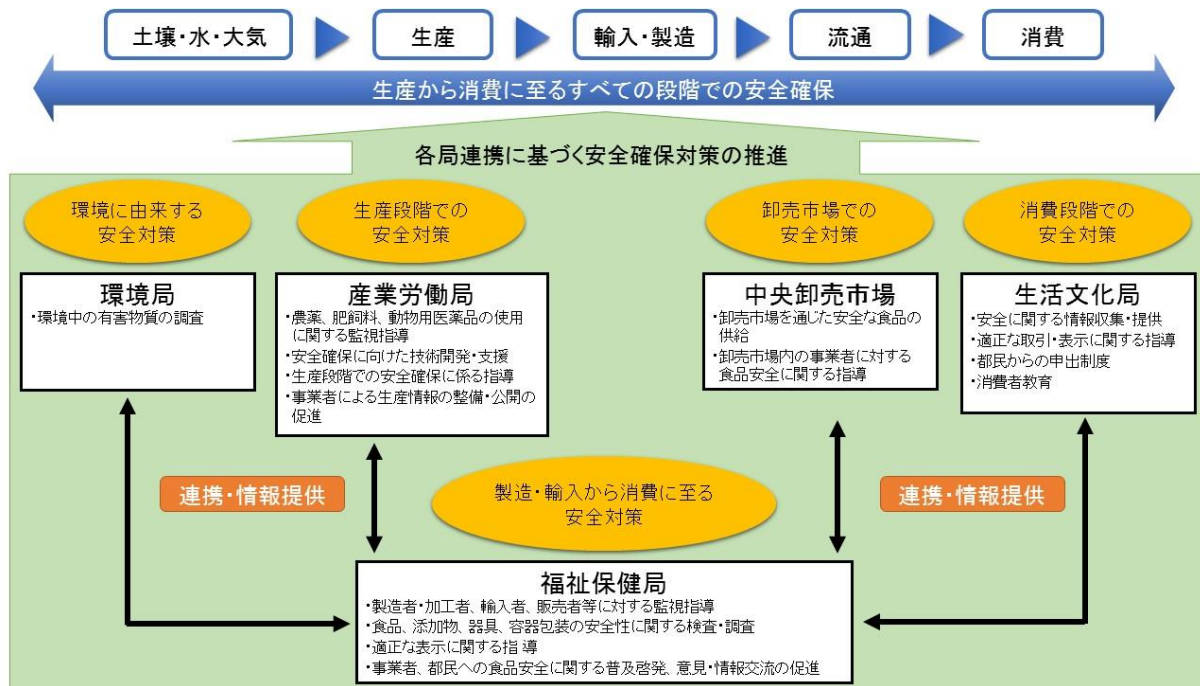 土壌・水・大気
生産
輸入・製造
流通
消費
生産から消費に至るすべての段階での安全確保
各局連携に基づく安全確保対策の推進
環境に由来する
安全対策
生産段階での
安全対策
卸売市場での
安全対策
消費段階での
安全対策
環境局
・環境中の有害物質の調査
産業労働局
・農薬、肥飼料、動物用医薬品の使用
に関する監視指導
・安全確保に向けた技術開発・支援
・生産段階での安全確保に係る指導
・事業者による生産情報の整備・公開の
促進
中央卸売市場
・卸売市場を通じた安全な食品の
供給
・卸売市場内の事業者に対する
食品安全に関する指導
生活文化局
・安全に関する情報収集・提供
・適正な取引・表示に関する指導
・都民からの申出制度
・消費者教育
連携・情報提供
製造・輸入から消費に至る
安全対策
連携・情報提供
福祉保健局
・製造者・加工者、輸入者、販売者等に対する監視指導
・食品、添加物、器具、容器包装の安全性に関する検査・調査
・適正な表示に関する指 導
・事業者、都民への食品安全に関する普及啓発、意見・情報交流の促進